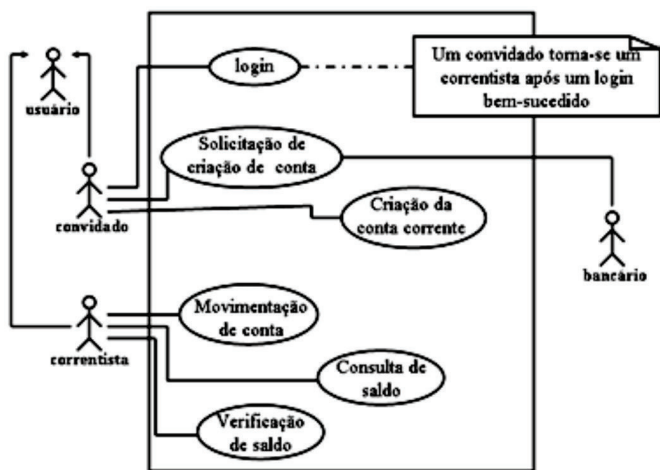 login
Um convidado torna-se um
correntista após um login
bem-sucedido
usuário
Solicitação de
criação de conta
convidado
Criação da
conta corrente
bancário
Movimentação
de conta
correntista
Consulta de
saldo
Verificação
de saldo